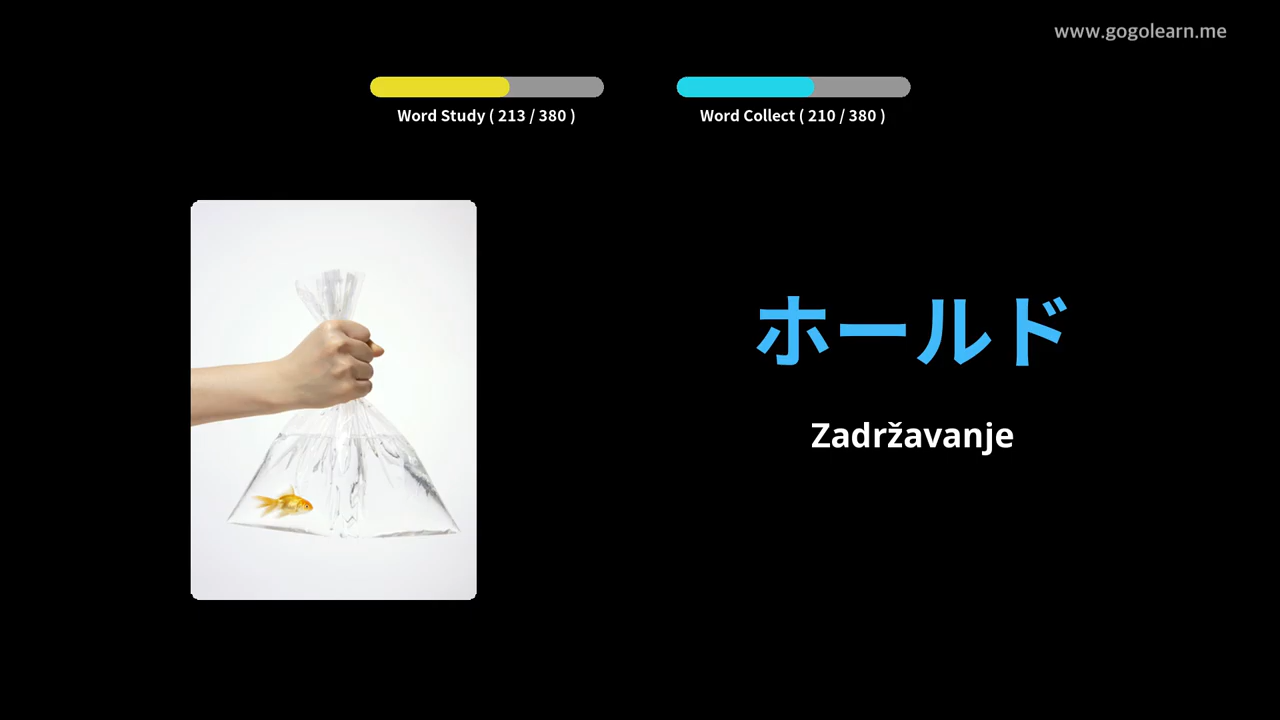 www.gogolearn.me
Word Study ( 213 / 380 )
Word Collect ( 210 / 380 )
ホールド
Zadržavanje